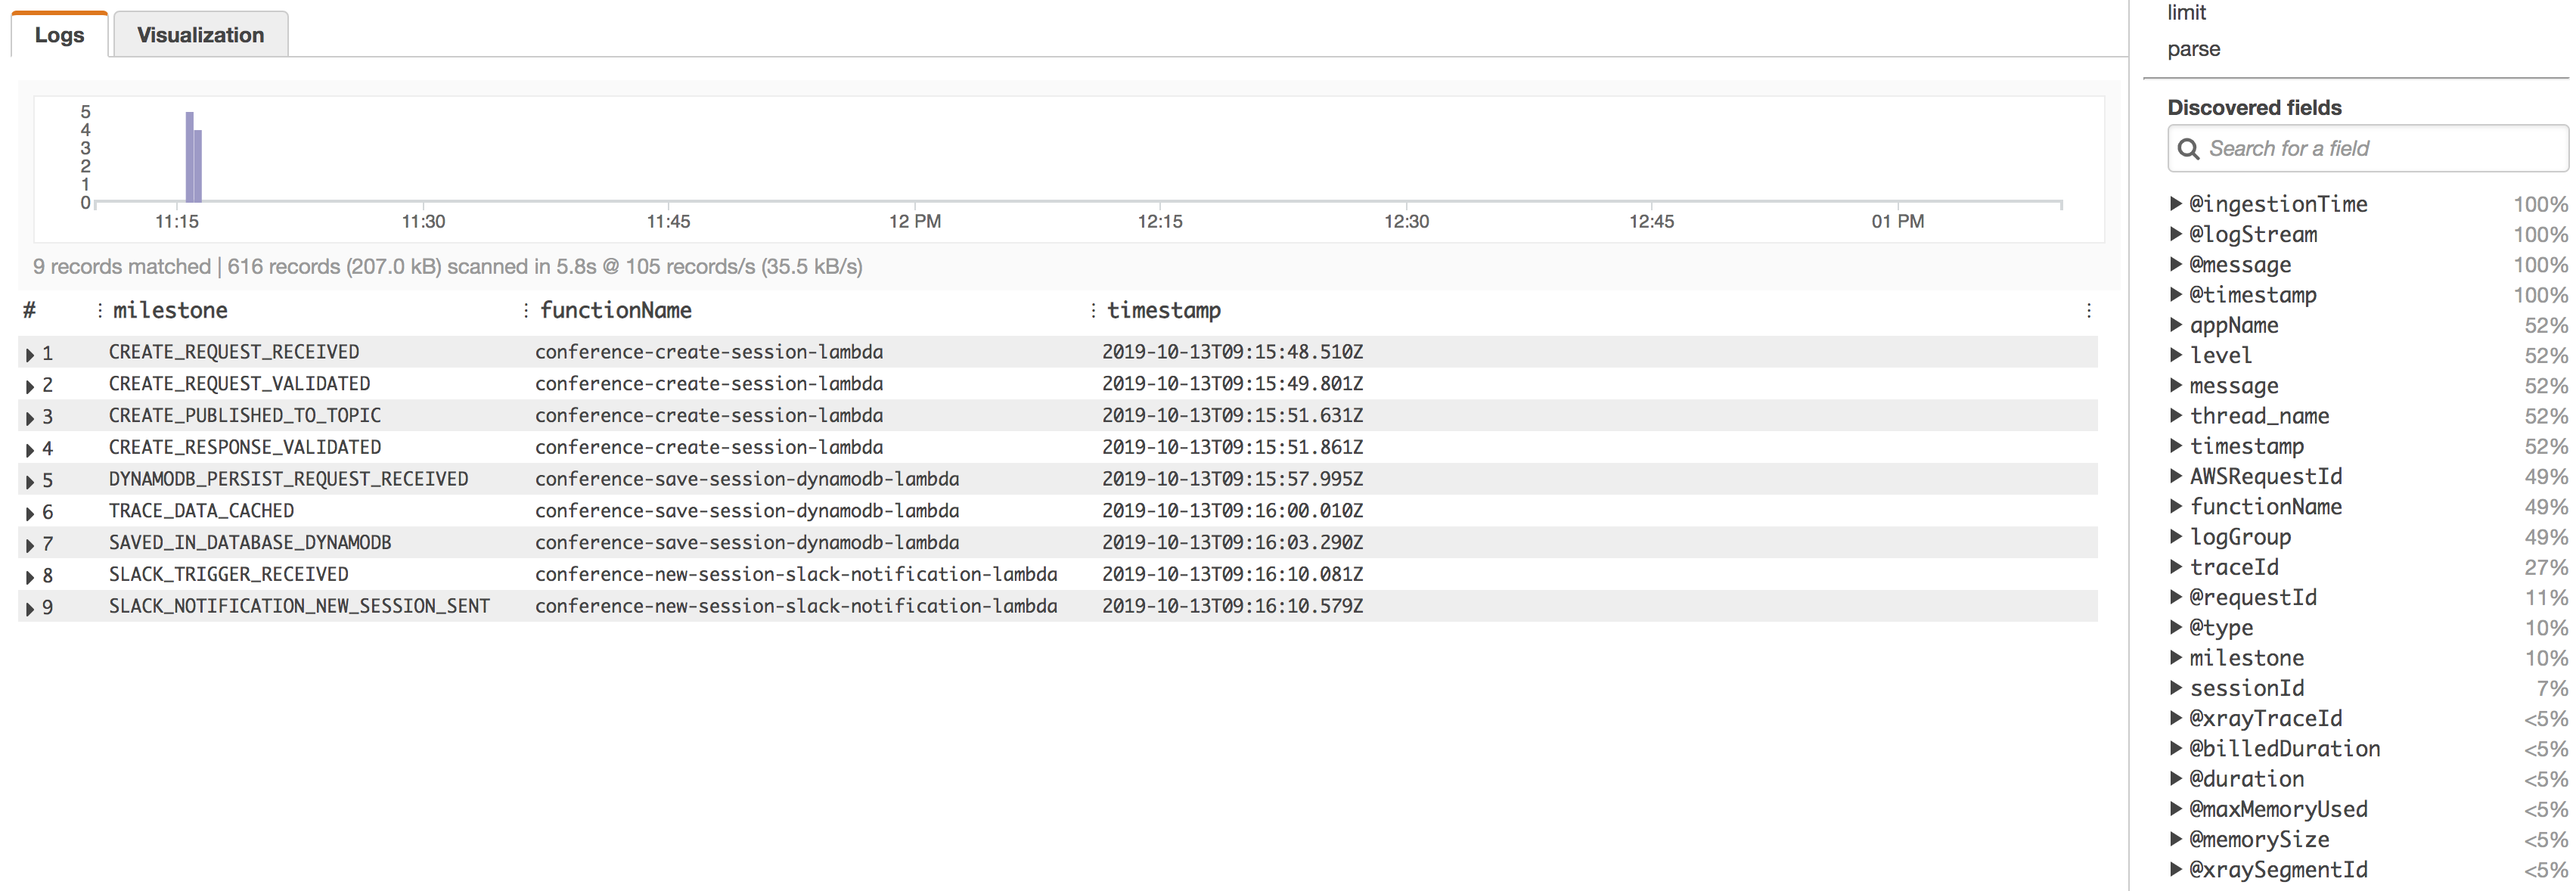 Logs Visualization
5
4
3
2
1
0
11:15 11:30 11:45 12 PM 12:15 12:30 12:45 01 PM
9 records matched | 616 records (207.0 kB) scanned in 5.8s @ 105 records/s (35.5 kB/s)
# milestone functionName timestamp
1 CREATE_REQUEST_RECEIVED conference-create-session-lambda 2019-10-13T09:15:48.510Z
2 CREATE_REQUEST_VALIDATED conference-create-session-lambda 2019-10-13T09:15:49.801Z
3 CREATE_PUBLISHED_TO_TOPIC conference-create-session-lambda 2019-10-13T09:15:51.631Z
4 CREATE_RESPONSE_VALIDATED conference-create-session-lambda 2019-10-13T09:15:51.861Z
5 DYNAMODB_PERSIST_REQUEST_RECEIVED conference-save-session-dynamodb-lambda 2019-10-13T09:15:57.995Z
6 TRACE_DATA_CACHED conference-save-session-dynamodb-lambda 2019-10-13T09:16:00.010Z
7 SAVED_IN_DATABASE_DYNAMODB conference-save-session-dynamodb-lambda 2019-10-13T09:16:03.290Z
8 SLACK_TRIGGER_RECEIVED conference-new-session-slack-notification-lambda 2019-10-13T09:16:10.081Z
9 SLACK_NOTIFICATION_NEW_SESSION_SENT conference-new-session-slack-notification-lambda 2019-10-13T09:16:10.579Z
limit
parse
Discovered fields
Search for a field
@ingestionTime 100%
@logStream 100%
@message 100%
@timestamp 100%
appName 52%
level 52%
message 52%
thread_name 52%
timestamp 52%
AWSRequestId 49%
functionName 49%
logGroup 49%
traceId 27%
@requestId 11%
@type 10%
milestone 10%
sessionId 7%
@xrayTraceId <5%
@billedDuration <5%
@duration <5%
@maxMemoryUsed <5%
@memorySize <5%
@xraySegmentId <5%